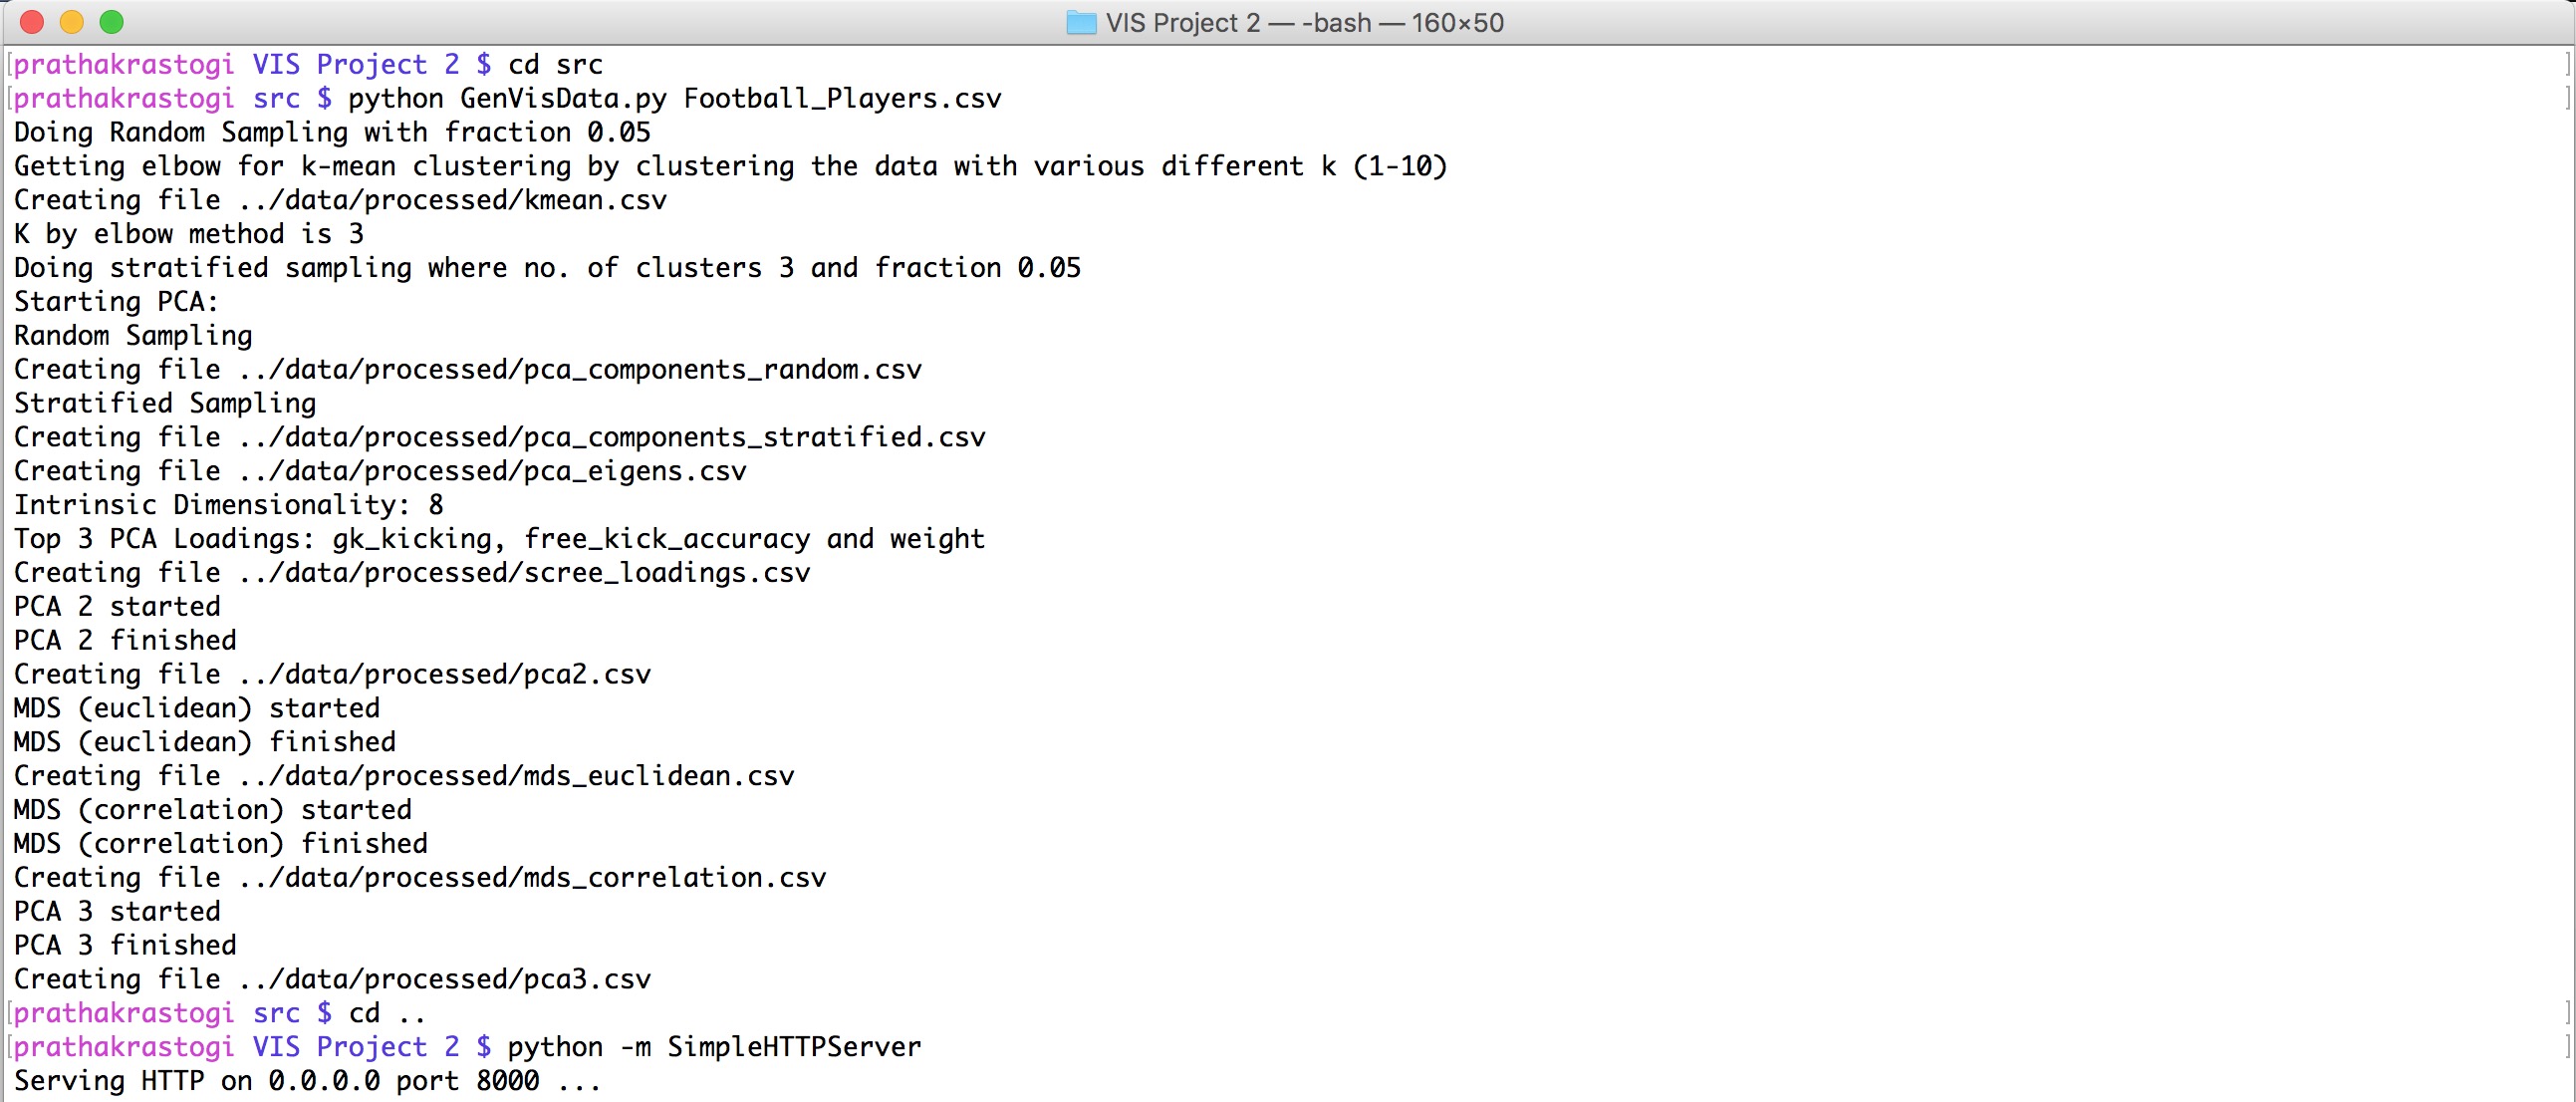 VIS Project 2 — -bash — 160×50
[prathakrastogi VIS Project 2 $ cd src ]
[prathakrastogi src $ python GenVisData.py Football_Players.csv ]
Doing Random Sampling with fraction 0.05
Getting elbow for k-mean clustering by clustering the data with various different k (1-10)
Creating file ../data/processed/kmean.csv
K by elbow method is 3
Doing stratified sampling where no. of clusters 3 and fraction 0.05
Starting PCA:
Random Sampling
Creating file ../data/processed/pca_components_random.csv
Stratified Sampling
Creating file ../data/processed/pca_components_stratified.csv
Creating file ../data/processed/pca_eigens.csv
Intrinsic Dimensionality: 8
Top 3 PCA Loadings: gk_kicking, free_kick_accuracy and weight
Creating file ../data/processed/scree_loadings.csv
PCA 2 started
PCA 2 finished
Creating file ../data/processed/pca2.csv
MDS (euclidean) started
MDS (euclidean) finished
Creating file ../data/processed/mds_euclidean.csv
MDS (correlation) started
MDS (correlation) finished
Creating file ../data/processed/mds_correlation.csv
PCA 3 started
PCA 3 finished
Creating file ../data/processed/pca3.csv
[prathakrastogi src $ cd .. ]
[prathakrastogi VIS Project 2 $ python -m SimpleHTTPServer ]
Serving HTTP on 0.0.0.0 port 8000 ...